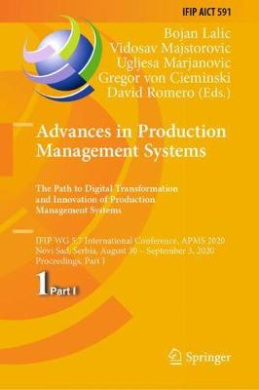 IFIP AICT 591
Bojan Lalic
Vidosav Majstorovic
Ugljesa Marjanovic
Gregor von Cieminski
David Romero (Eds.)
Advances in Production
Management Systems
The Path to Digital Transformation
and Innovation of Production
Management Systems
IFIP WG 5.7 International Conference, APMS 2020
Novi Sad, Serbia, August 30 – September 3, 2020
Proceedings, Part I
1 Part I
Springer